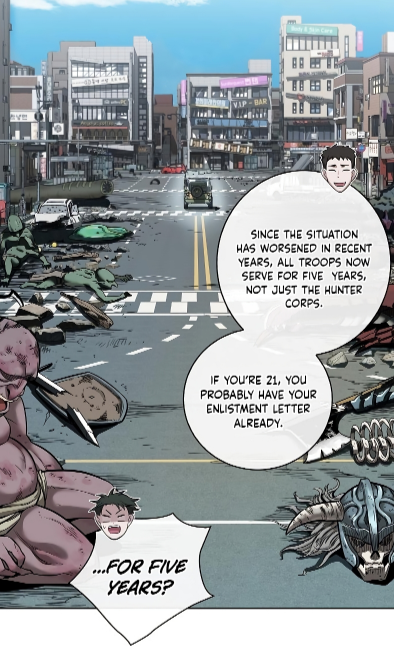 SINCE THE SITUATION
HAS WORSENED IN RECENT
YEARS, ALL TROOPS NOW
SERVE FOR FIVE YEARS,
NOT JUST THE HUNTER
CORPS.
IF YOU'RE 21, YOU
PROBABLY HAVE YOUR
ENLISTMENT LETTER
ALREADY.
...FOR FIVE
YEARS?
BAR